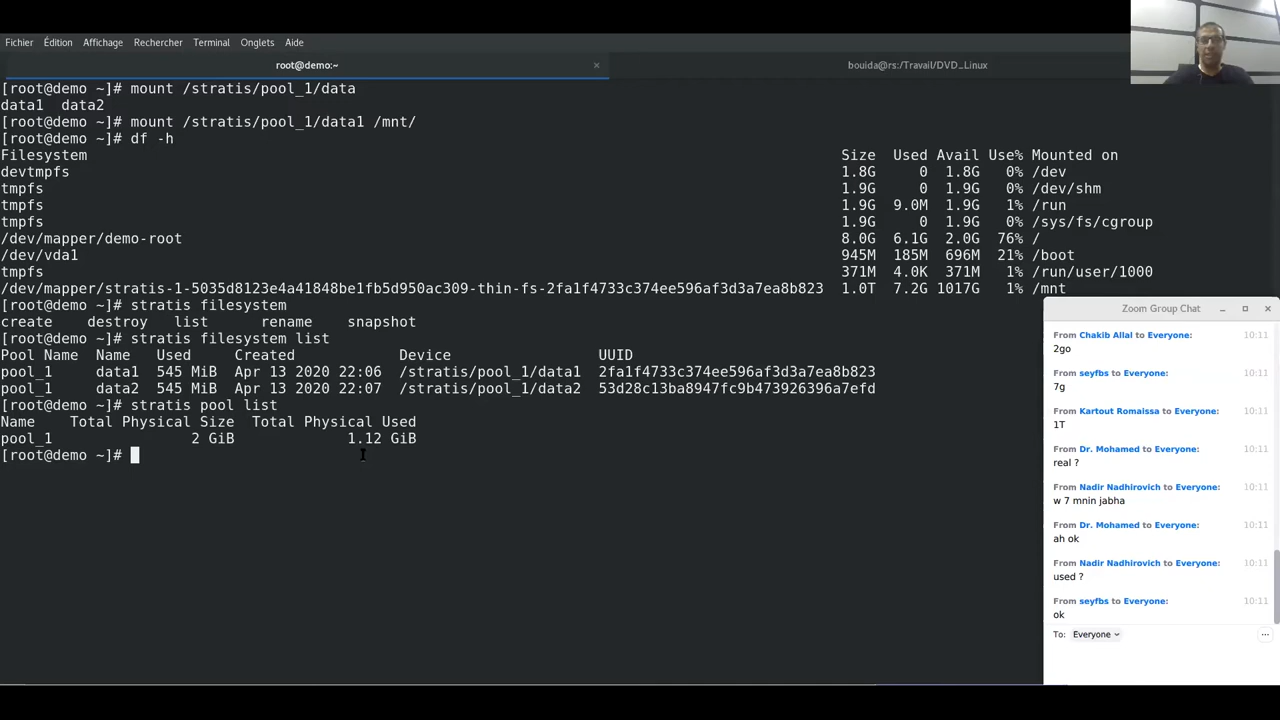 Fichier Édition Affichage Rechercher Terminal Onglets Aide
root@demo:~ ×
bouida@rs:/Travail/DVD_Linux
[root@demo ~]# mount /stratis/pool_1/data
data1  data2
[root@demo ~]# mount /stratis/pool_1/data1 /mnt/
[root@demo ~]# df -h
Filesystem Size Used Avail Use% Mounted on
devtmpfs 1.8G 0 1.8G 0% /dev
tmpfs 1.9G 0 1.9G 0% /dev/shm
tmpfs 1.9G 9.0M 1.9G 1% /run
tmpfs 1.9G 0 1.9G 0% /sys/fs/cgroup
/dev/mapper/demo-root 8.0G 6.1G 2.0G 76% /
/dev/vda1 945M 185M 696M 21% /boot
tmpfs 371M 4.0K 371M 1% /run/user/1000
/dev/mapper/stratis-1-5035d8123e4a41848be1fb5d950ac309-thin-fs-2fa1f4733c374ee596af3d3a7ea8b823 1.0T 7.2G 1017G 1% /mnt
[root@demo ~]# stratis filesystem
create destroy list rename snapshot
[root@demo ~]# stratis filesystem list
Pool Name Name Used Created Device UUID
pool_1 data1 545 MiB Apr 13 2020 22:06 /stratis/pool_1/data1 2fa1f4733c374ee596af3d3a7ea8b823
pool_1 data2 545 MiB Apr 13 2020 22:07 /stratis/pool_1/data2 53d28c13ba8947fc9b473926396a7efd
[root@demo ~]# stratis pool list
Name Total Physical Size Total Physical Used
pool_1 2 GiB 1.12 GiB
[root@demo ~]#
Zoom Group Chat
From Chakib Allal to Everyone: 10:11
2go
From seyfbs to Everyone: 10:11
7g
From Kartout Romaissa to Everyone: 10:11
1T
From Dr. Mohamed to Everyone: 10:11
real ?
From Nadir Nadhirovich to Everyone: 10:11
w 7 mnin jabha
From Dr. Mohamed to Everyone: 10:11
ah ok
From Nadir Nadhirovich to Everyone: 10:11
used ?
From seyfbs to Everyone: 10:11
ok
To: Everyone ...